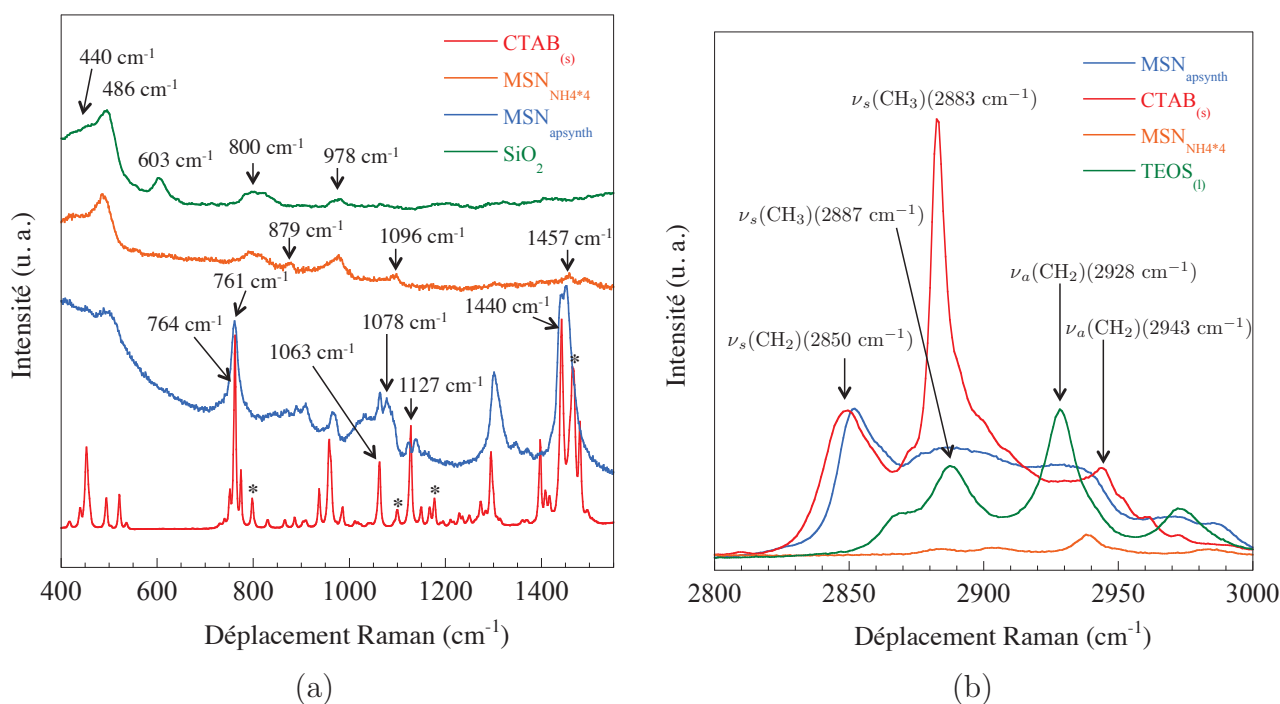 440 cm-1
486 cm-1
603 cm-1
800 cm-1
978 cm-1
CTAB(s)
MSNNH4*4
MSNapsynth
SiO2
879 cm-1
1096 cm-1
1457 cm-1
761 cm-1
764 cm-1
1063 cm-1
1078 cm-1
1127 cm-1
1440 cm-1
*
*
*
*
Intensité (u. a.)
400 600 800 1000 1200 1400
Déplacement Raman (cm-1)
(a)
MSNapsynth
CTAB(s)
MSNNH4*4
TEOS(l)
νs(CH3)(2883 cm−1)
νs(CH3)(2887 cm−1)
νa(CH2)(2928 cm−1)
νs(CH2)(2850 cm−1)
νa(CH2)(2943 cm−1)
Intensité (u. a.)
2800 2850 2900 2950 3000
Déplacement Raman (cm-1)
(b)